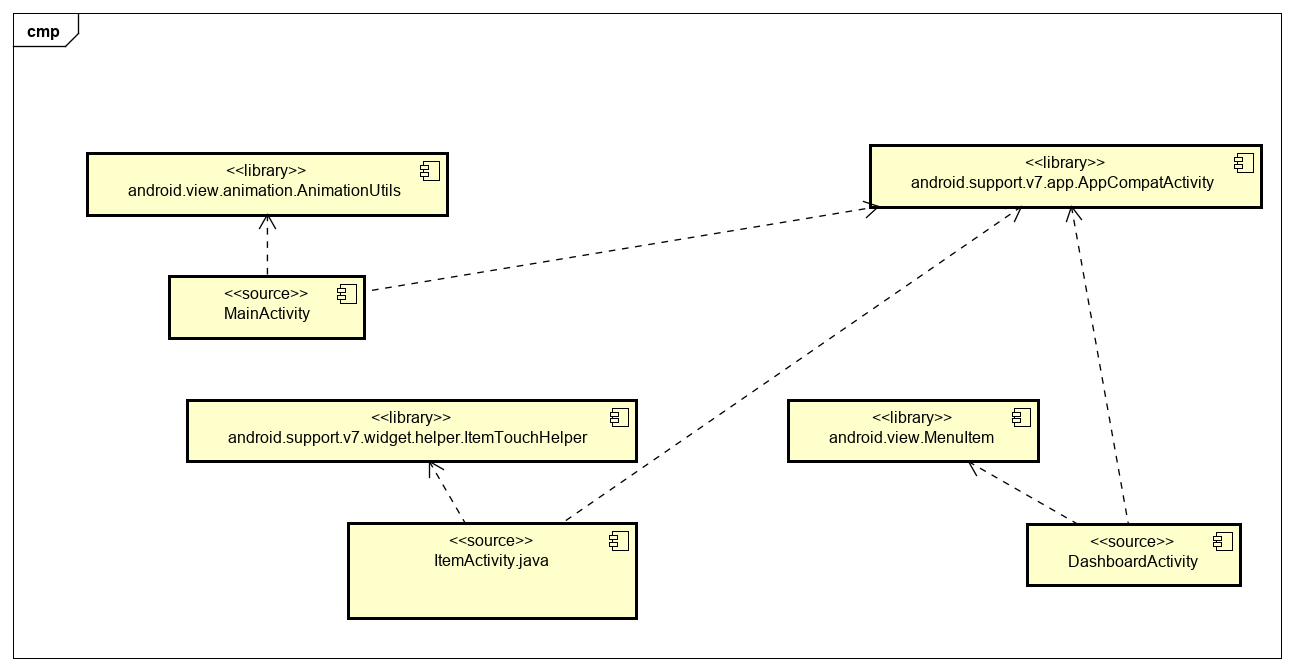 cmp
<<library>>
android.view.animation.AnimationUtils
<<library>>
android.support.v7.app.AppCompatActivity
<<source>>
MainActivity
<<library>>
android.support.v7.widget.helper.ItemTouchHelper
<<library>>
android.view.MenuItem
<<source>>
ItemActivity.java
<<source>>
DashboardActivity